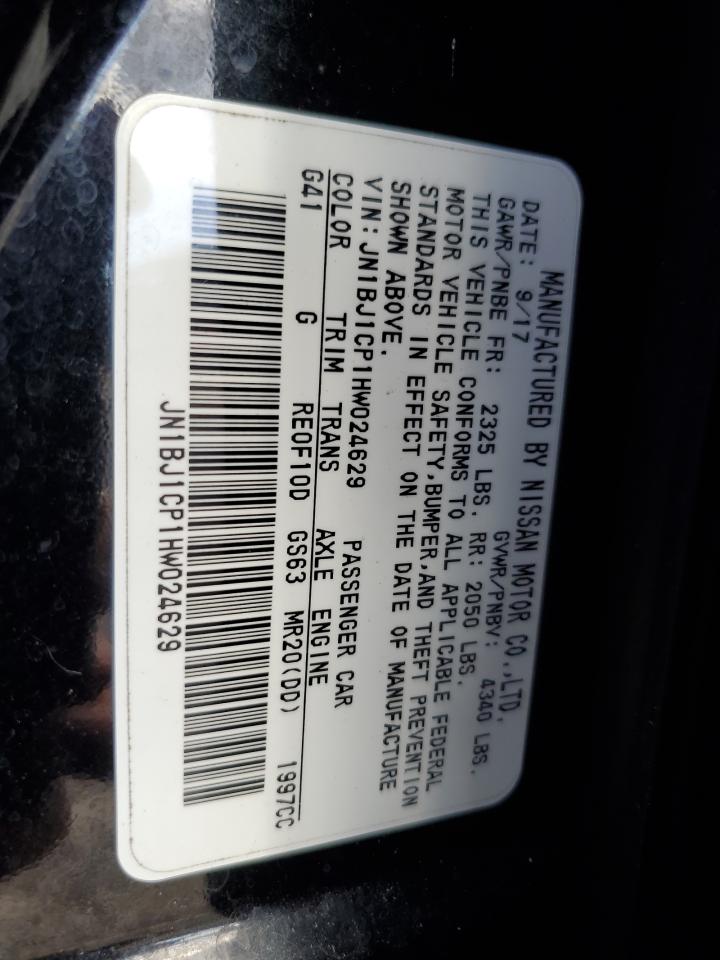 MANUFACTURED BY NISSAN MOTOR CO.,LTD.
DATE: 9/17 GVWR/PNBV: 4340 LBS.
GAWR/PNBE FR: 2325 LBS. RR: 2050 LBS.
THIS VEHICLE CONFORMS TO ALL APPLICABLE FEDERAL
MOTOR VEHICLE SAFETY,BUMPER,AND THEFT PREVENTION
STANDARDS IN EFFECT ON THE DATE OF MANUFACTURE
SHOWN ABOVE.
VIN: JN1BJ1CP1HW024629 PASSENGER CAR
COLOR TRIM TRANS AXLE ENGINE
G41 G RE0F10D GS63 MR20(DD) 1997CC
JN1BJ1CP1HW024629